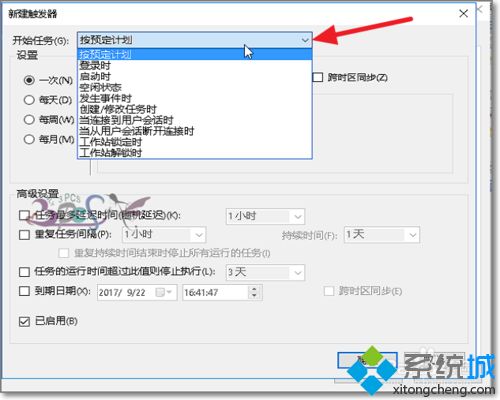 新建触发器
开始任务(G):
按预定计划
按预定计划
登录时
启动时
空闲状态
发生事件时
创建/修改任务时
当连接到用户会话时
当从用户会话断开连接时
工作站锁定时
工作站解锁时
设置
一次(N)
每天(D)
每周(W)
每月(M)
跨时区同步(Z)
高级设置
任务最多延迟时间(随机延迟)(K):
1 小时
重复任务间隔(P):
1 小时
持续时间(F):
1 天
重复持续时间结束时停止所有运行的任务(I)
任务的运行时间超过此值则停止执行(L):
3 天
到期日期(X):
2017/ 9/22
16:41:47
跨时区同步(E)
已启用(B)
系统城
xitongcheng.com